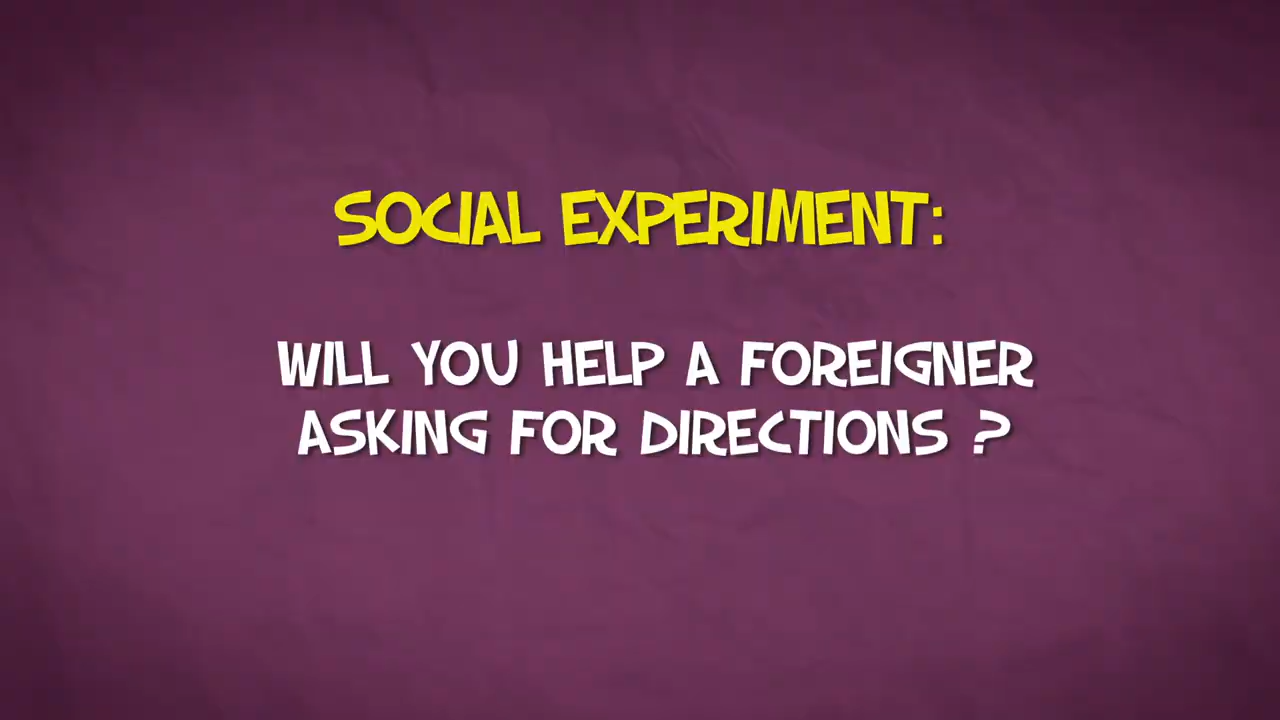 SOCIAL EXPERIMENT:
WILL YOU HELP A FOREIGNER
ASKING FOR DIRECTIONS ?